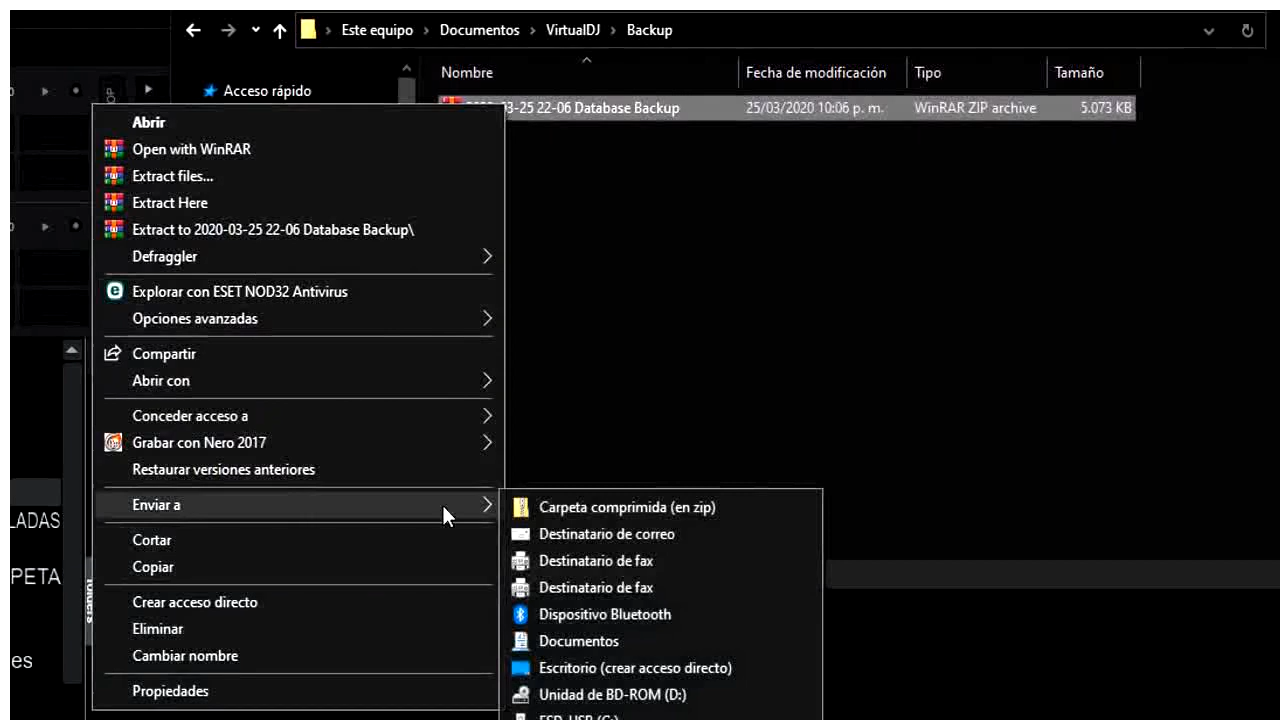 Este equipo > Documentos > VirtualDJ > Backup
Nombre Fecha de modificación Tipo Tamaño
Acceso rápido
3-25 22-06 Database Backup 25/03/2020 10:06 p. m. WinRAR ZIP archive 5.073 KB
Abrir
Open with WinRAR
Extract files...
Extract Here
Extract to 2020-03-25 22-06 Database Backup\
Defraggler
Explorar con ESET NOD32 Antivirus
Opciones avanzadas
Compartir
Abrir con
Conceder acceso a
Grabar con Nero 2017
Restaurar versiones anteriores
Enviar a
Cortar
Copiar
Crear acceso directo
Eliminar
Cambiar nombre
Propiedades
Carpeta comprimida (en zip)
Destinatario de correo
Destinatario de fax
Destinatario de fax
Dispositivo Bluetooth
Documentos
Escritorio (crear acceso directo)
Unidad de BD-ROM (D:)
LADAS
PETA
es